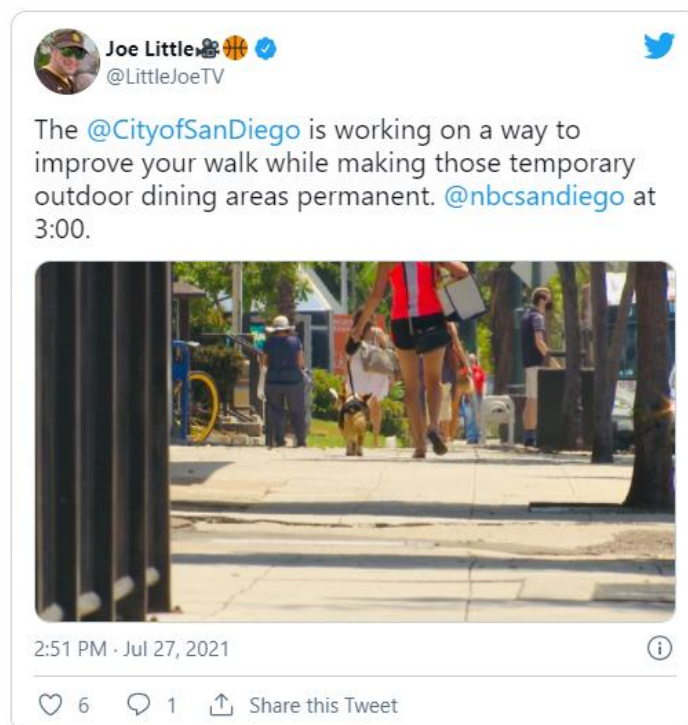 Joe Little🎥🏀
@LittleJoeTV
The @CityofSanDiego is working on a way to
improve your walk while making those temporary
outdoor dining areas permanent. @nbcsandiego at
3:00.
2:51 PM · Jul 27, 2021
6 1 Share this Tweet